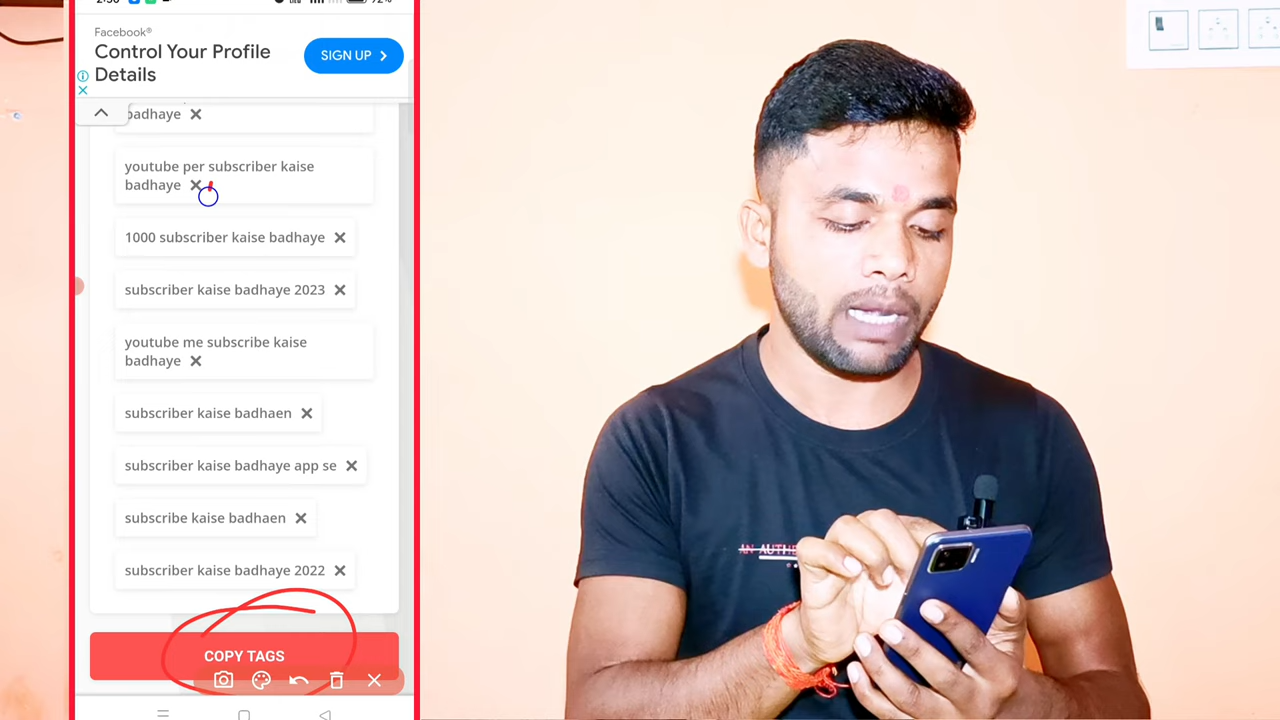 Facebook®
Control Your Profile
Details
SIGN UP
badhaye
youtube per subscriber kaise
badhaye
1000 subscriber kaise badhaye
subscriber kaise badhaye 2023
youtube me subscribe kaise
badhaye
subscriber kaise badhaen
subscriber kaise badhaye app se
subscribe kaise badhaen
subscriber kaise badhaye 2022
COPY TAGS
AN AUTHE